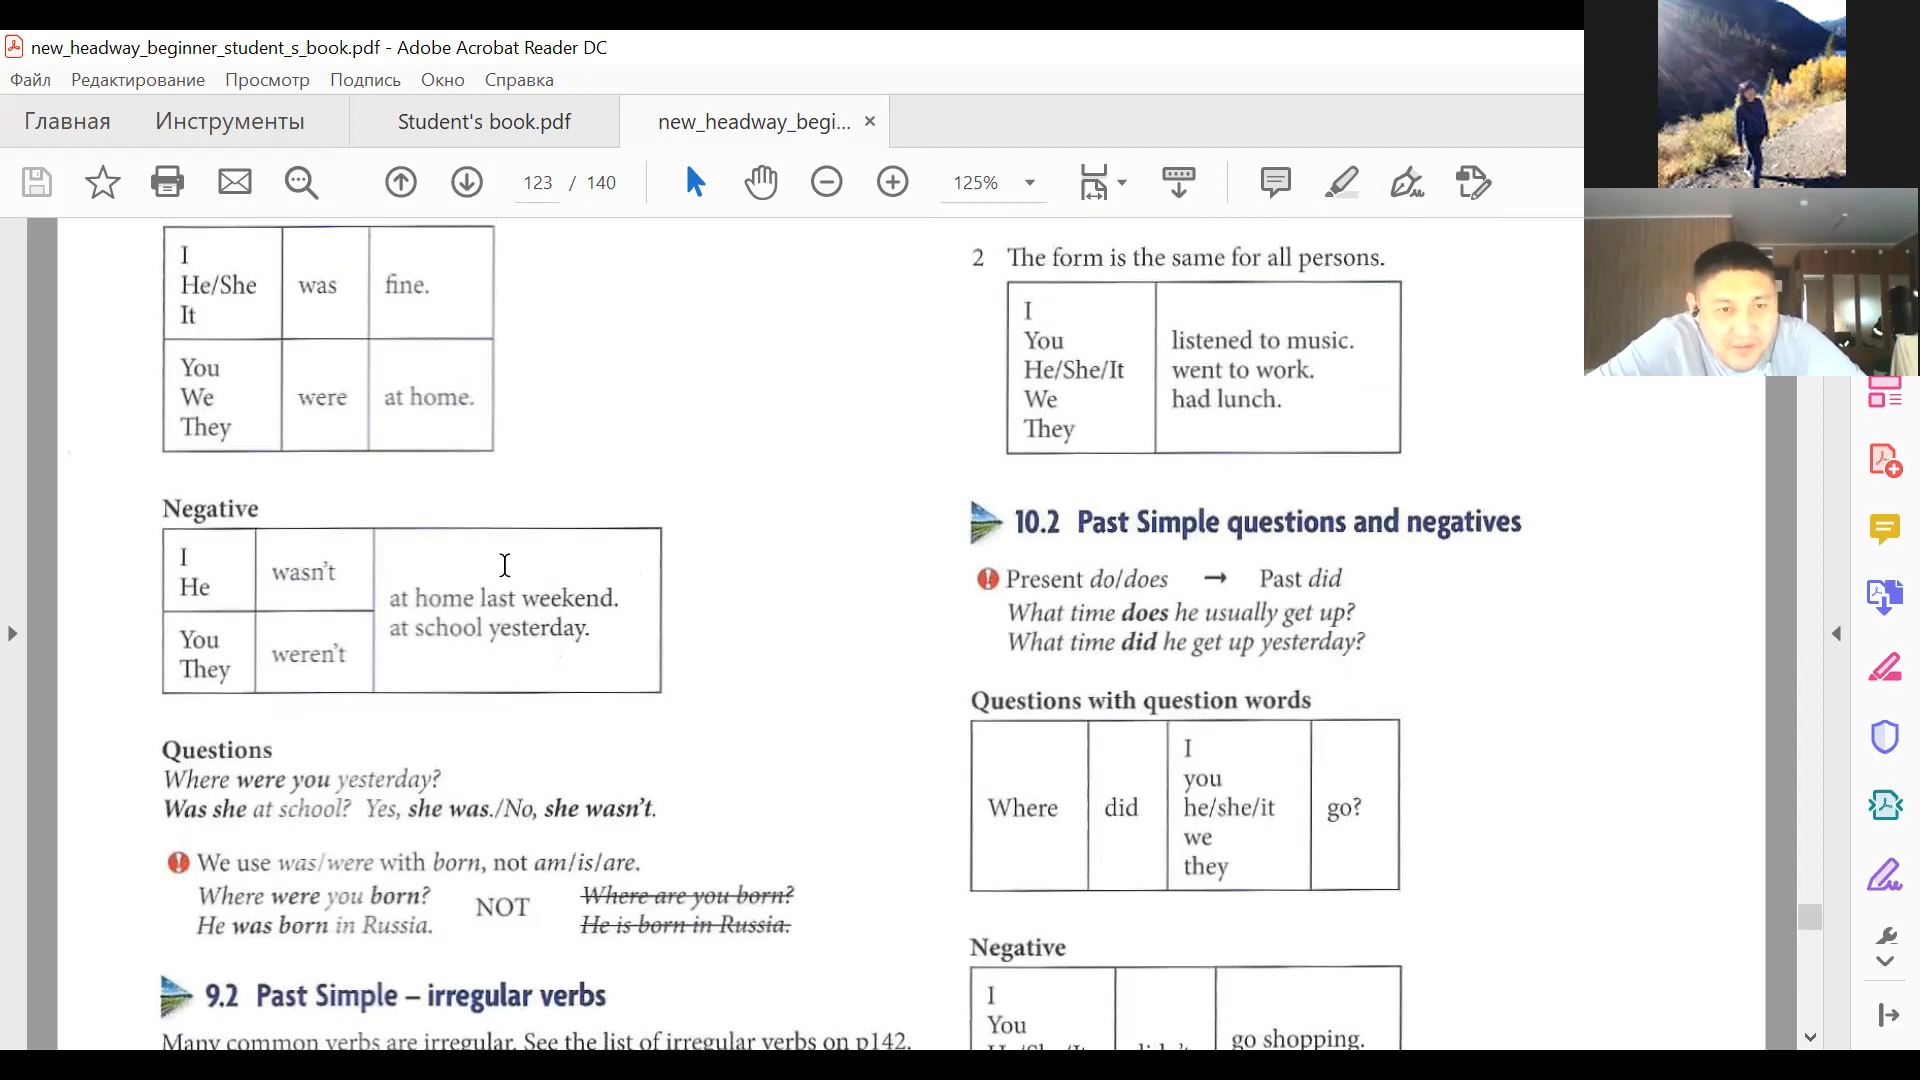 new_headway_beginner_student_s_book.pdf - Adobe Acrobat Reader DC
Файл Редактирование Просмотр Подпись Окно Справка
Главная Инструменты Student's book.pdf new_headway_begi... ×
123 / 140 125%
I
He/She
It
was
fine.
You
We
They
were
at home.
Negative
I
He
wasn't
You
They
weren't
at home last weekend.
at school yesterday.
Questions
Where were you yesterday?
Was she at school? Yes, she was./No, she wasn't.
We use was/were with born, not am/is/are.
Where were you born?
He was born in Russia.
NOT
Where are you born?
He is born in Russia.
9.2 Past Simple – irregular verbs
Many common verbs are irregular. See the list of irregular verbs on p142.
2 The form is the same for all persons.
I
You
He/She/It
We
They
listened to music.
went to work.
had lunch.
10.2 Past Simple questions and negatives
Present do/does → Past did
What time does he usually get up?
What time did he get up yesterday?
Questions with question words
Where
did
I
you
he/she/it
we
they
go?
Negative
I
You
He/She/It
didn't
go shopping.